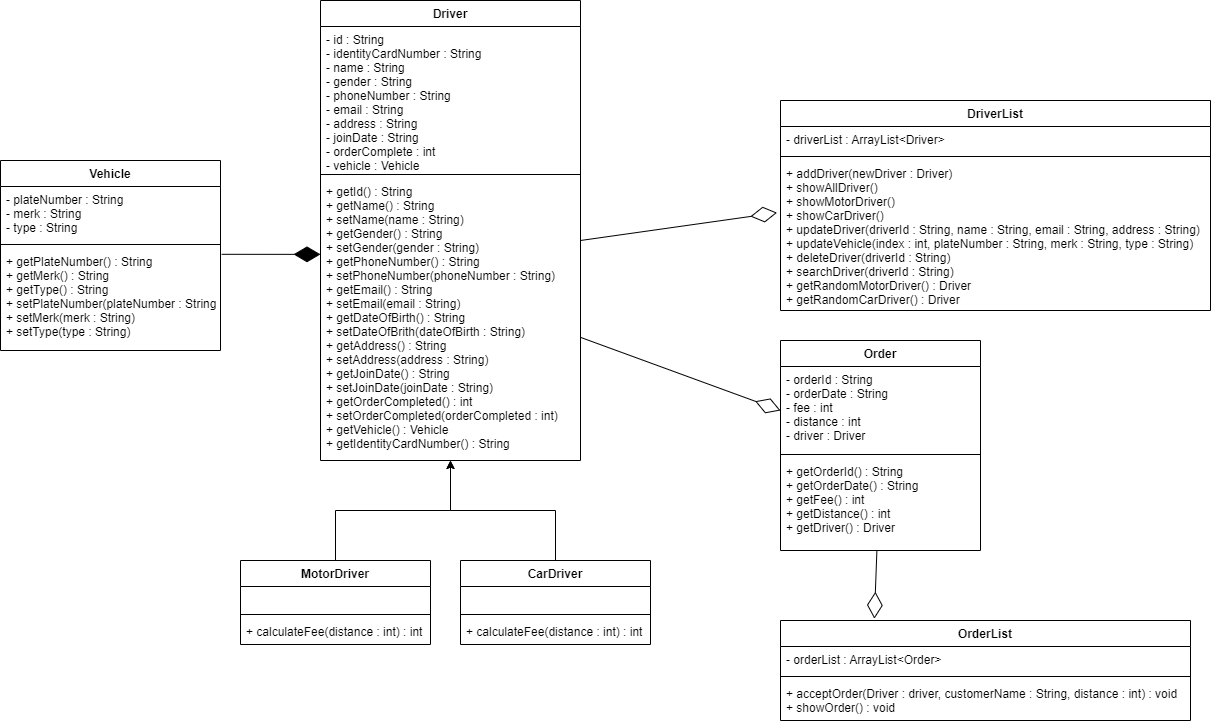 Driver
- id : String
- identityCardNumber : String
- name : String
- gender : String
- phoneNumber : String
- email : String
- address : String
- joinDate : String
- orderComplete : int
- vehicle : Vehicle
+ getId() : String
+ getName() : String
+ setName(name : String)
+ getGender() : String
+ setGender(gender : String)
+ getPhoneNumber() : String
+ setPhoneNumber(phoneNumber : String)
+ getEmail() : String
+ setEmail(email : String)
+ getDateOfBirth() : String
+ setDateOfBrith(dateOfBirth : String)
+ getAddress() : String
+ setAddress(address : String)
+ getJoinDate() : String
+ setJoinDate(joinDate : String)
+ getOrderCompleted() : int
+ setOrderCompleted(orderCompleted : int)
+ getVehicle() : Vehicle
+ getIdentityCardNumber() : String
Vehicle
- plateNumber : String
- merk : String
- type : String
+ getPlateNumber() : String
+ getMerk() : String
+ getType() : String
+ setPlateNumber(plateNumber : String
+ setMerk(merk : String)
+ setType(type : String)
DriverList
- driverList : ArrayList<Driver>
+ addDriver(newDriver : Driver)
+ showAllDriver()
+ showMotorDriver()
+ showCarDriver()
+ updateDriver(driverId : String, name : String, email : String, address : String)
+ updateVehicle(index : int, plateNumber : String, merk : String, type : String)
+ deleteDriver(driverId : String)
+ searchDriver(driverId : String)
+ getRandomMotorDriver() : Driver
+ getRandomCarDriver() : Driver
Order
- orderId : String
- orderDate : String
- fee : int
- distance : int
- driver : Driver
+ getOrderId() : String
+ getOrderDate() : String
+ getFee() : int
+ getDistance() : int
+ getDriver() : Driver
MotorDriver
+ calculateFee(distance : int) : int
CarDriver
+ calculateFee(distance : int) : int
OrderList
- orderList : ArrayList<Order>
+ acceptOrder(Driver : driver, customerName : String, distance : int) : void
+ showOrder() : void